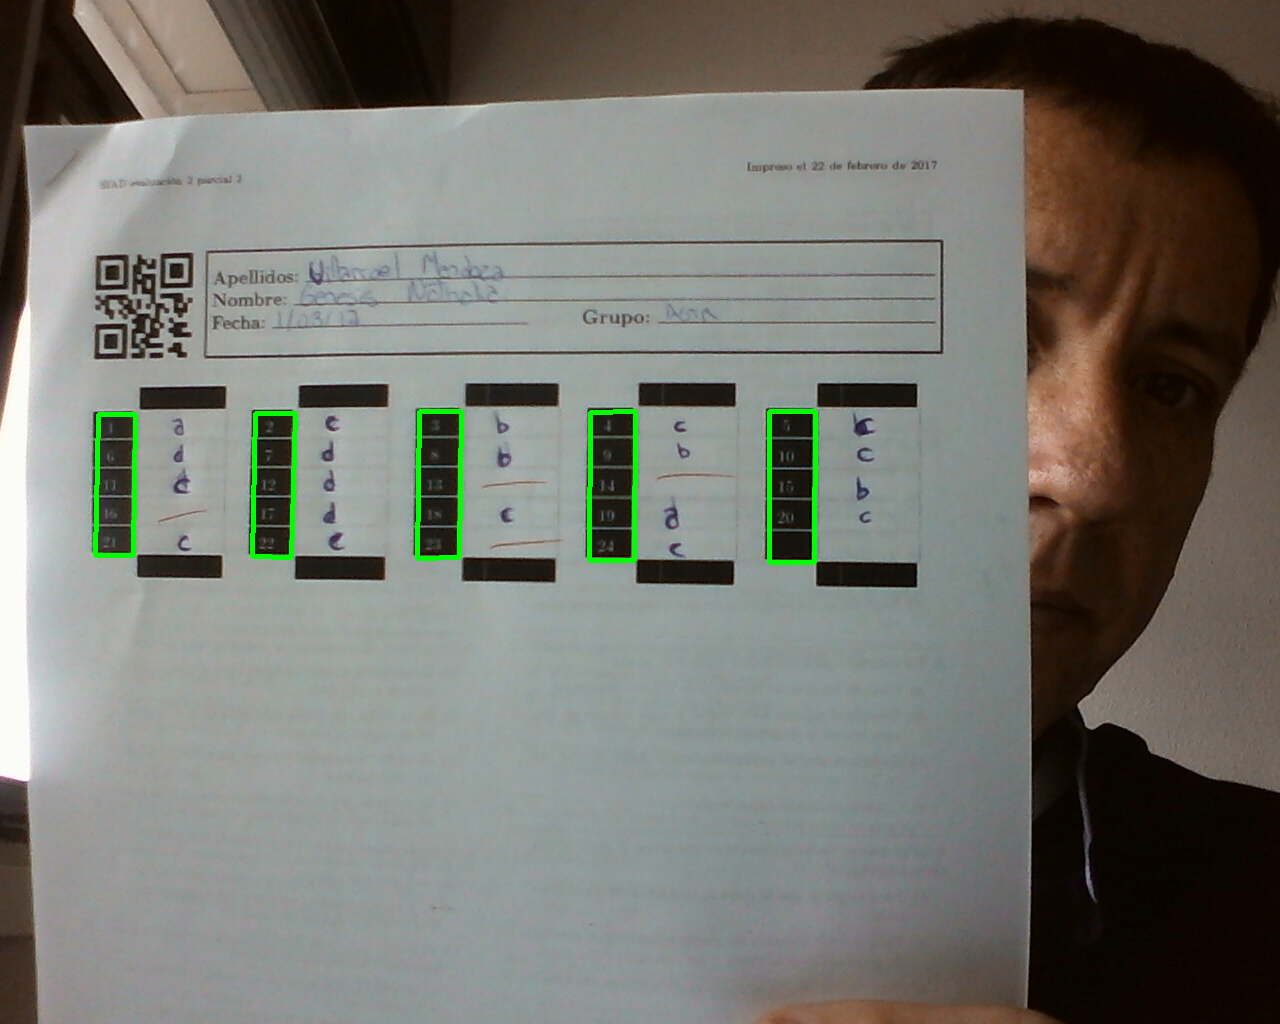 SIAD evaluación 2 parcial 2
Impreso el 22 de febrero de 2017
Apellidos: Villarroel Mendoza
Nombre: Genesis Nathalie
Fecha: 1/03/17 Grupo:
1 a 2 c 3 b 4 c 5 c
6 d 7 d 8 b 9 b 10 c
11 d 12 d 13 — 14 — 15 b
16 — 17 d 18 c 19 d 20 c
21 c 22 c 23 — 24 c